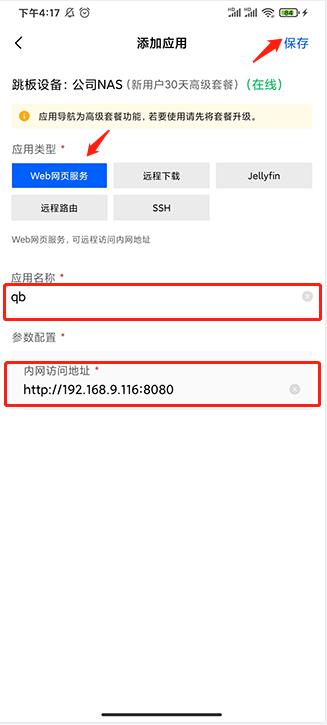 下午4:17
84
添加应用
保存
跳板设备：公司NAS（新用户30天高级套餐）（在线）
应用导航为高级套餐功能，若要使用请先将套餐升级。
应用类型 *
Web网页服务 远程下载 Jellyfin
远程路由 SSH
Web网页服务，可远程访问内网地址
应用名称 *
qb
参数配置 *
内网访问地址 *
http://192.168.9.116:8080